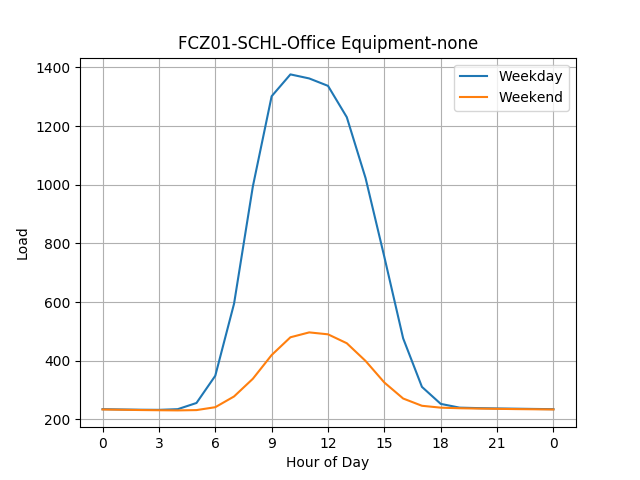 FCZ01-SCHL-Office Equipment-none
Weekday
Weekend
1400
1200
1000
800
600
400
200
Load
0 3 6 9 12 15 18 21 0
Hour of Day